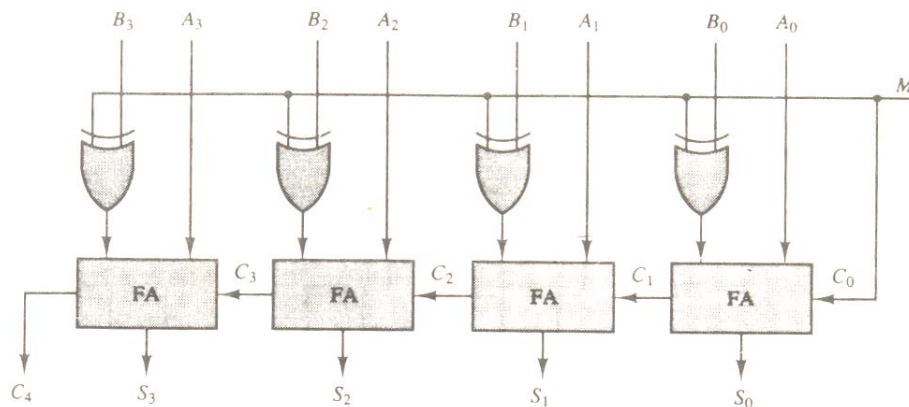 B₃ A₃ B₂ A₂ B₁ A₁ B₀ A₀
M
C₃ C₂ C₁ C₀
FA FA FA FA
C₄ S₃ S₂ S₁ S₀